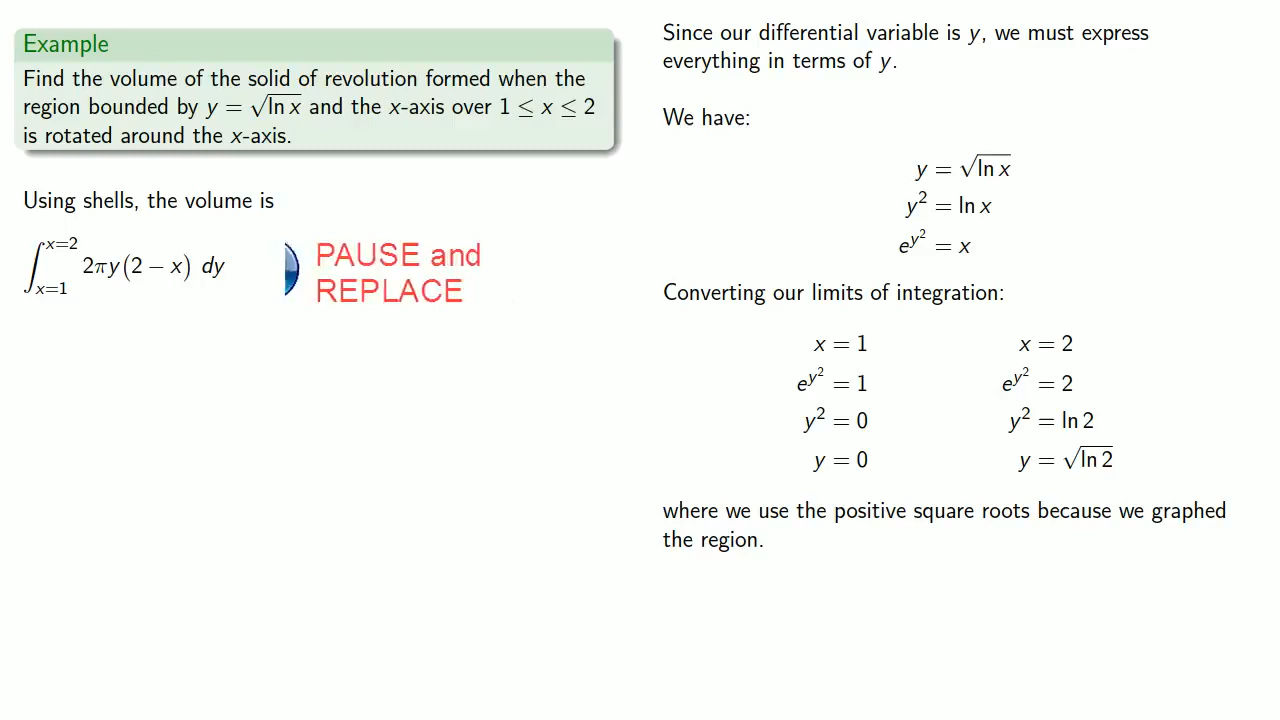 Example
Find the volume of the solid of revolution formed when the
region bounded by y = √ln x and the x-axis over 1 ≤ x ≤ 2
is rotated around the x-axis.
Using shells, the volume is
∫_{x=1}^{x=2} 2πy(2 − x) dy
PAUSE and
REPLACE
Since our differential variable is y, we must express
everything in terms of y.
We have:
y = √ln x
y² = ln x
e^{y²} = x
Converting our limits of integration:
x = 1
e^{y²} = 1
y² = 0
y = 0
x = 2
e^{y²} = 2
y² = ln 2
y = √ln 2
where we use the positive square roots because we graphed
the region.